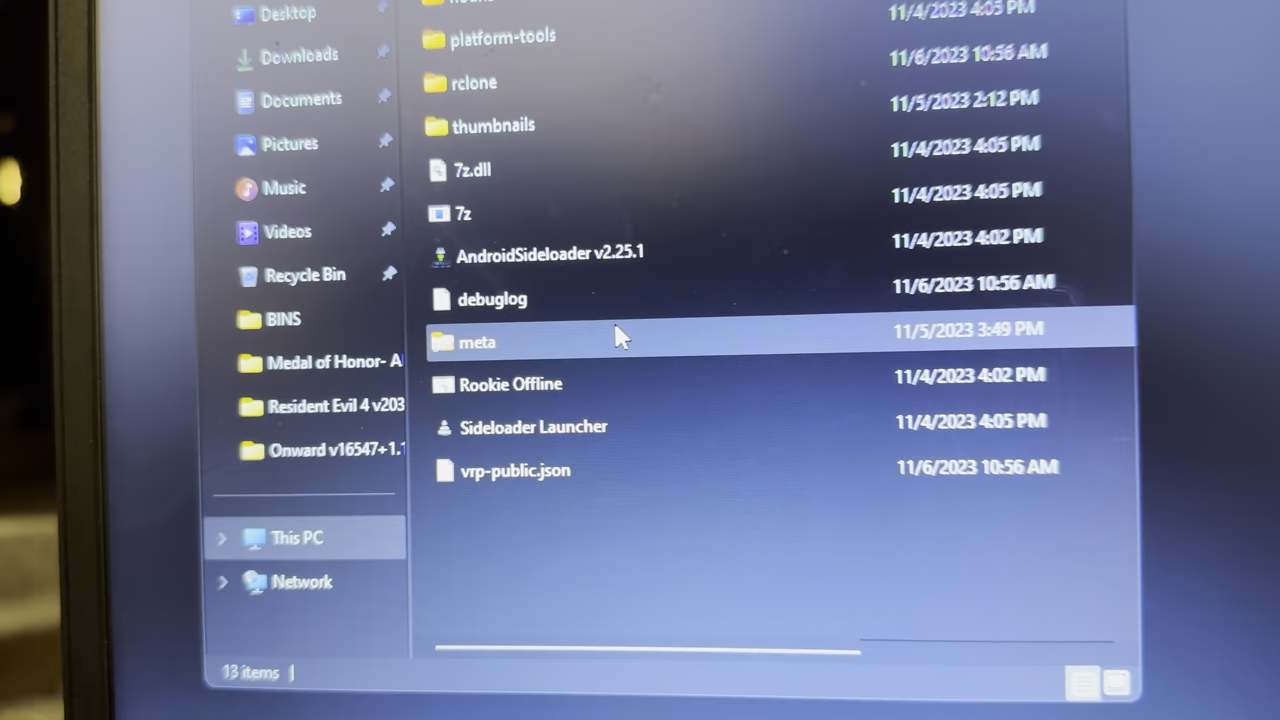 Desktop
Downloads
Documents
Pictures
Music
Videos
Recycle Bin
BINS
Medal of Honor- A
Resident Evil 4 v203
Onward v16547+1.1
This PC
Network
13 items
11/4/2023 4:05 PM
platform-tools 11/6/2023 10:56 AM
rclone 11/5/2023 2:12 PM
thumbnails 11/4/2023 4:05 PM
7z.dll 11/4/2023 4:05 PM
7z 11/4/2023 4:02 PM
AndroidSideloader v2.25.1 11/6/2023 10:56 AM
debuglog
meta 11/5/2023 3:49 PM
Rookie Offline 11/4/2023 4:02 PM
Sideloader Launcher 11/4/2023 4:05 PM
vrp-public.json 11/6/2023 10:56 AM